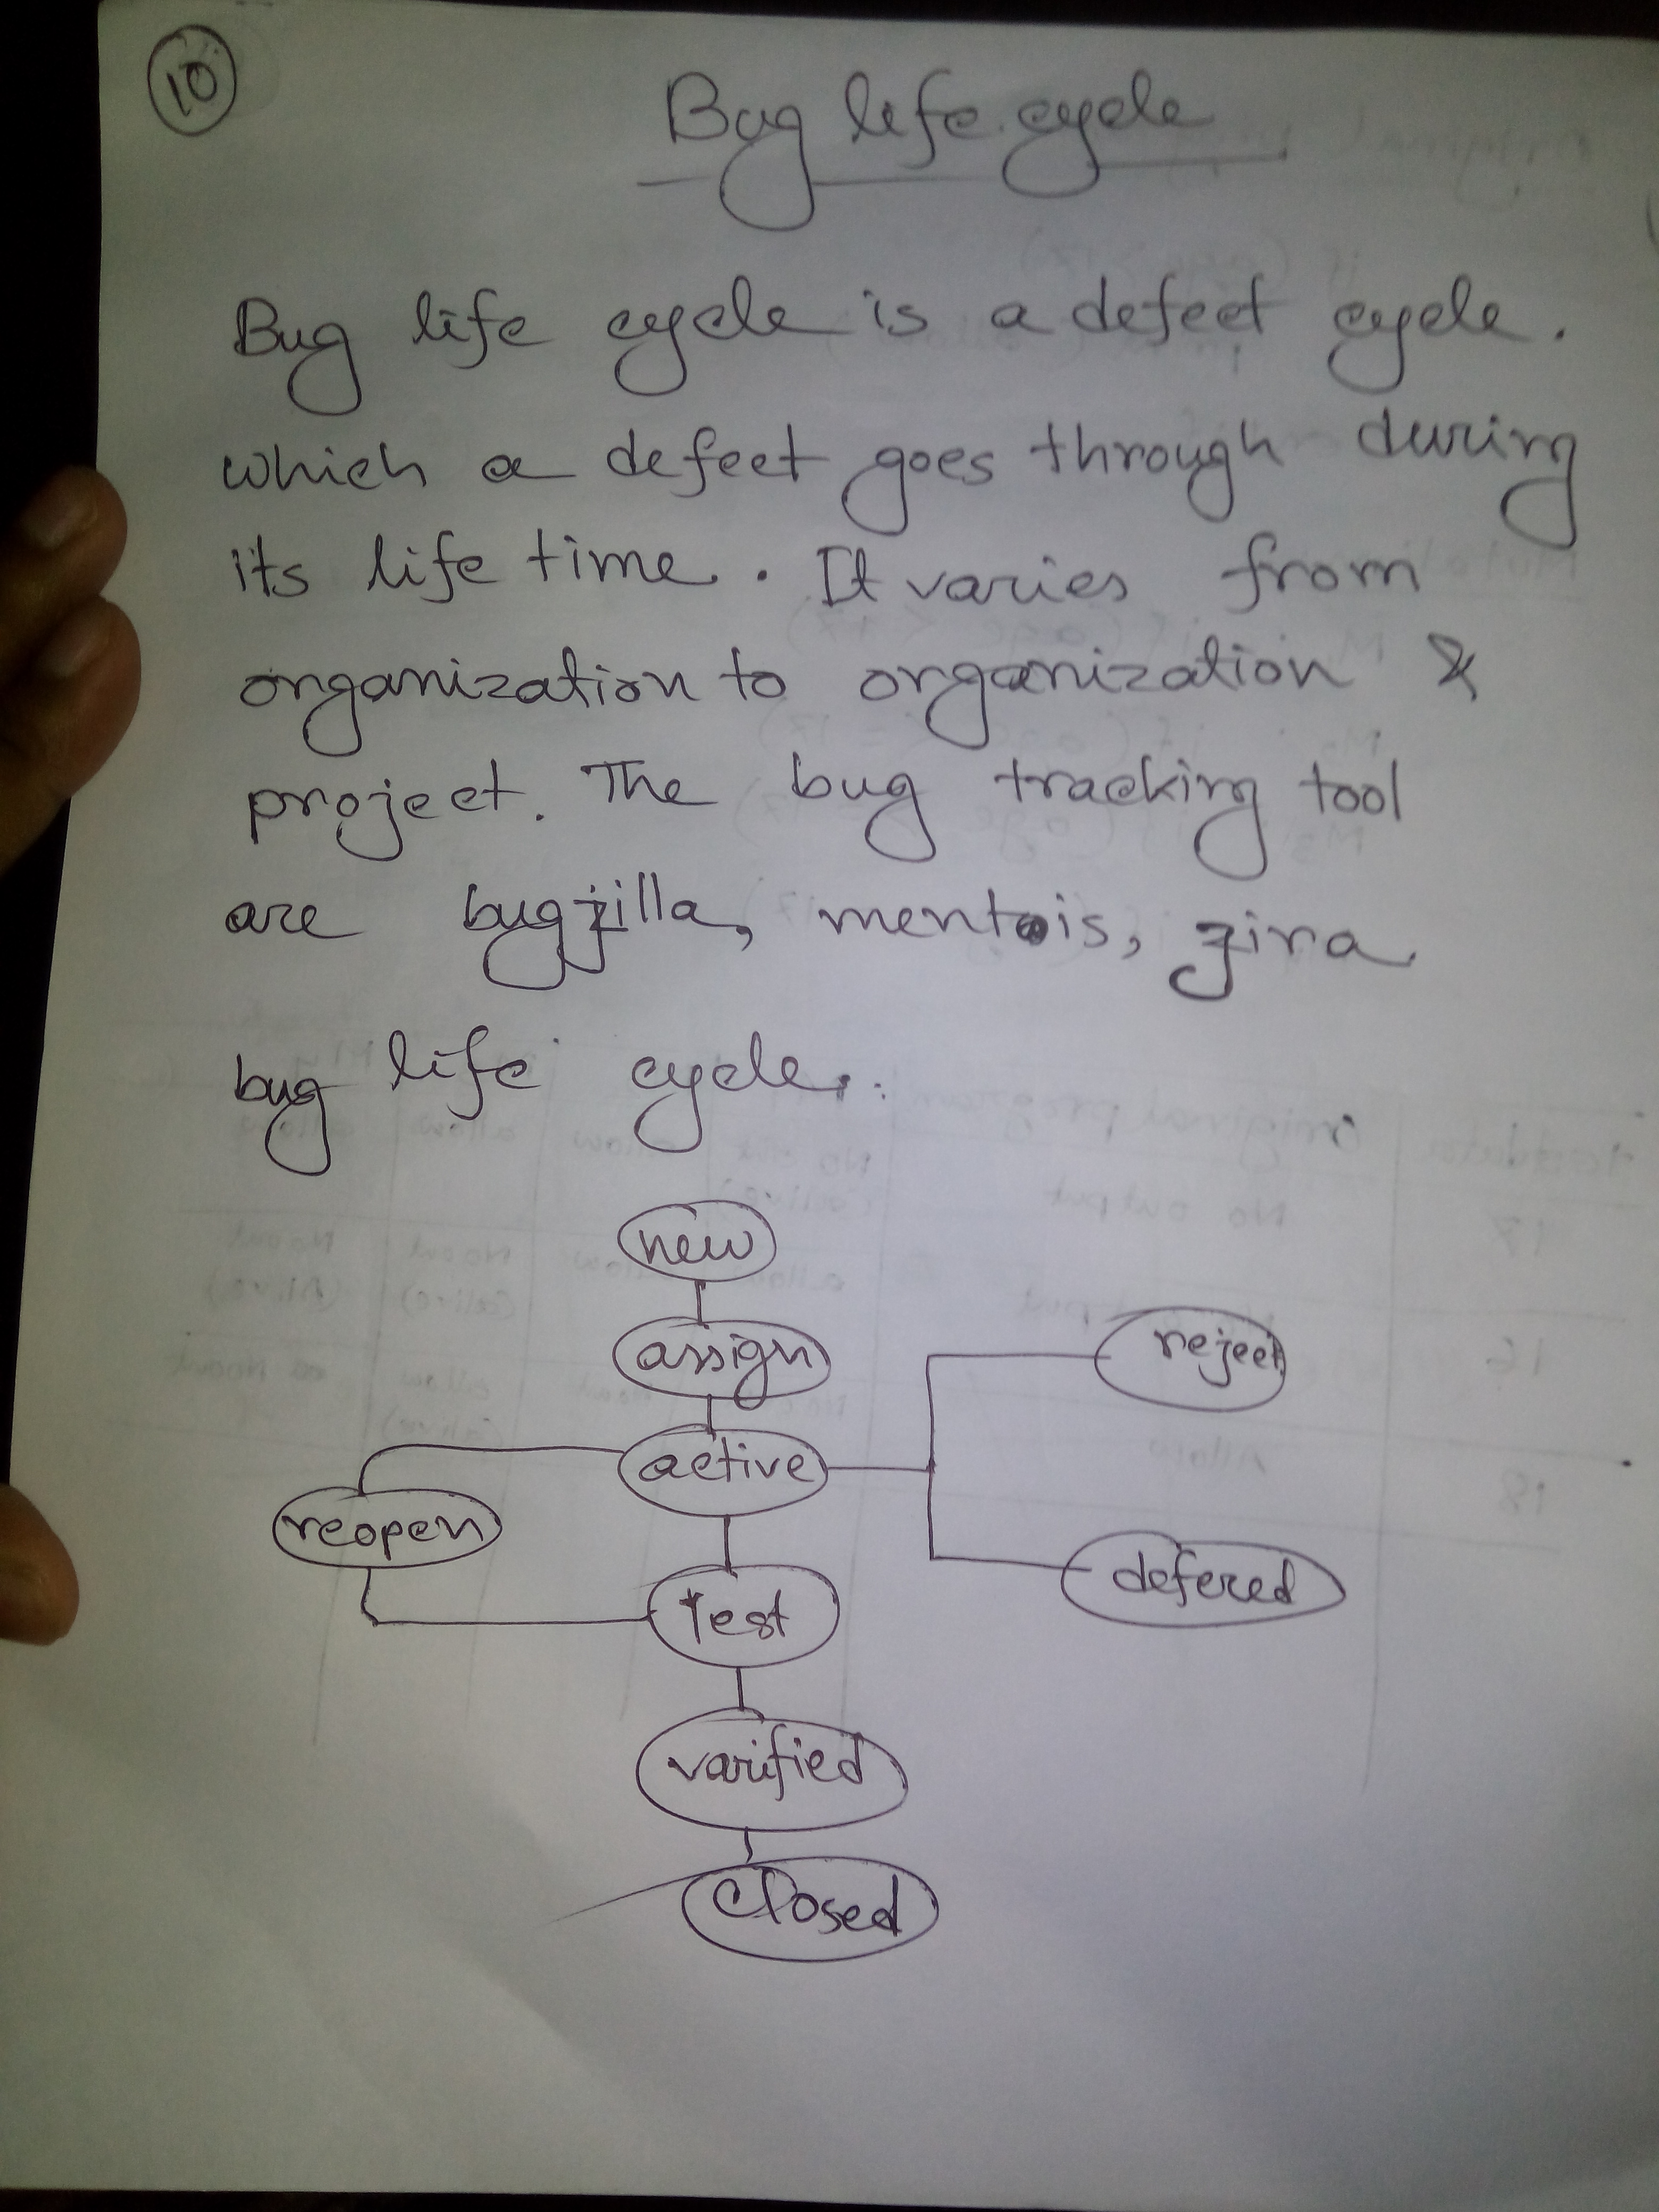 10
Bug life cycle
Bug life cycle is a defect cycle.
which a defect goes through during
its life time. It varies from
organization to organization &
project. The bug tracking tool
are bugzilla, mentois, jira
bug life cycle:
new
assign
reject
active
reopen
defered
Test
varified
closed